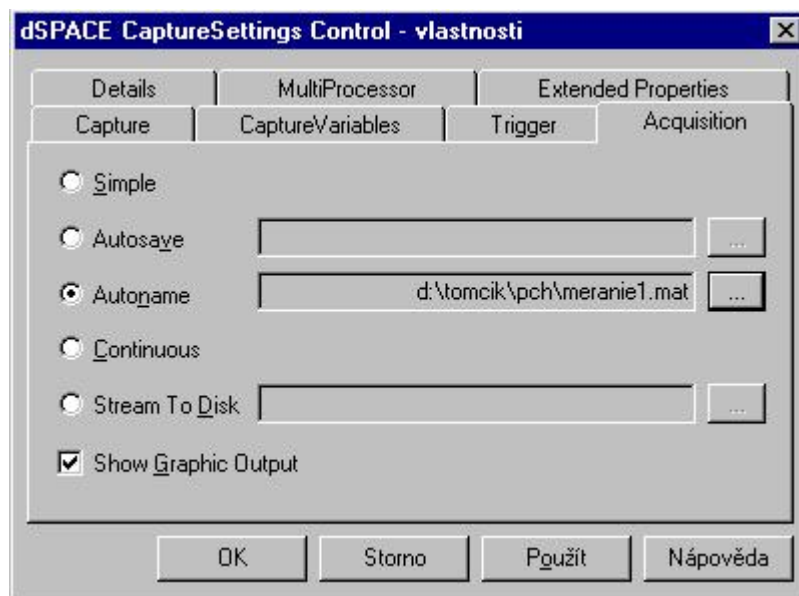 dSPACE CaptureSettings Control - vlastnosti
Details MultiProcessor Extended Properties
Capture CaptureVariables Trigger Acquisition
Simple
Autosave ...
Autoname d:\tomcik\pch\meranie1.mat ...
Continuous
Stream To Disk ...
Show Graphic Output
OK Storno Použít Nápověda